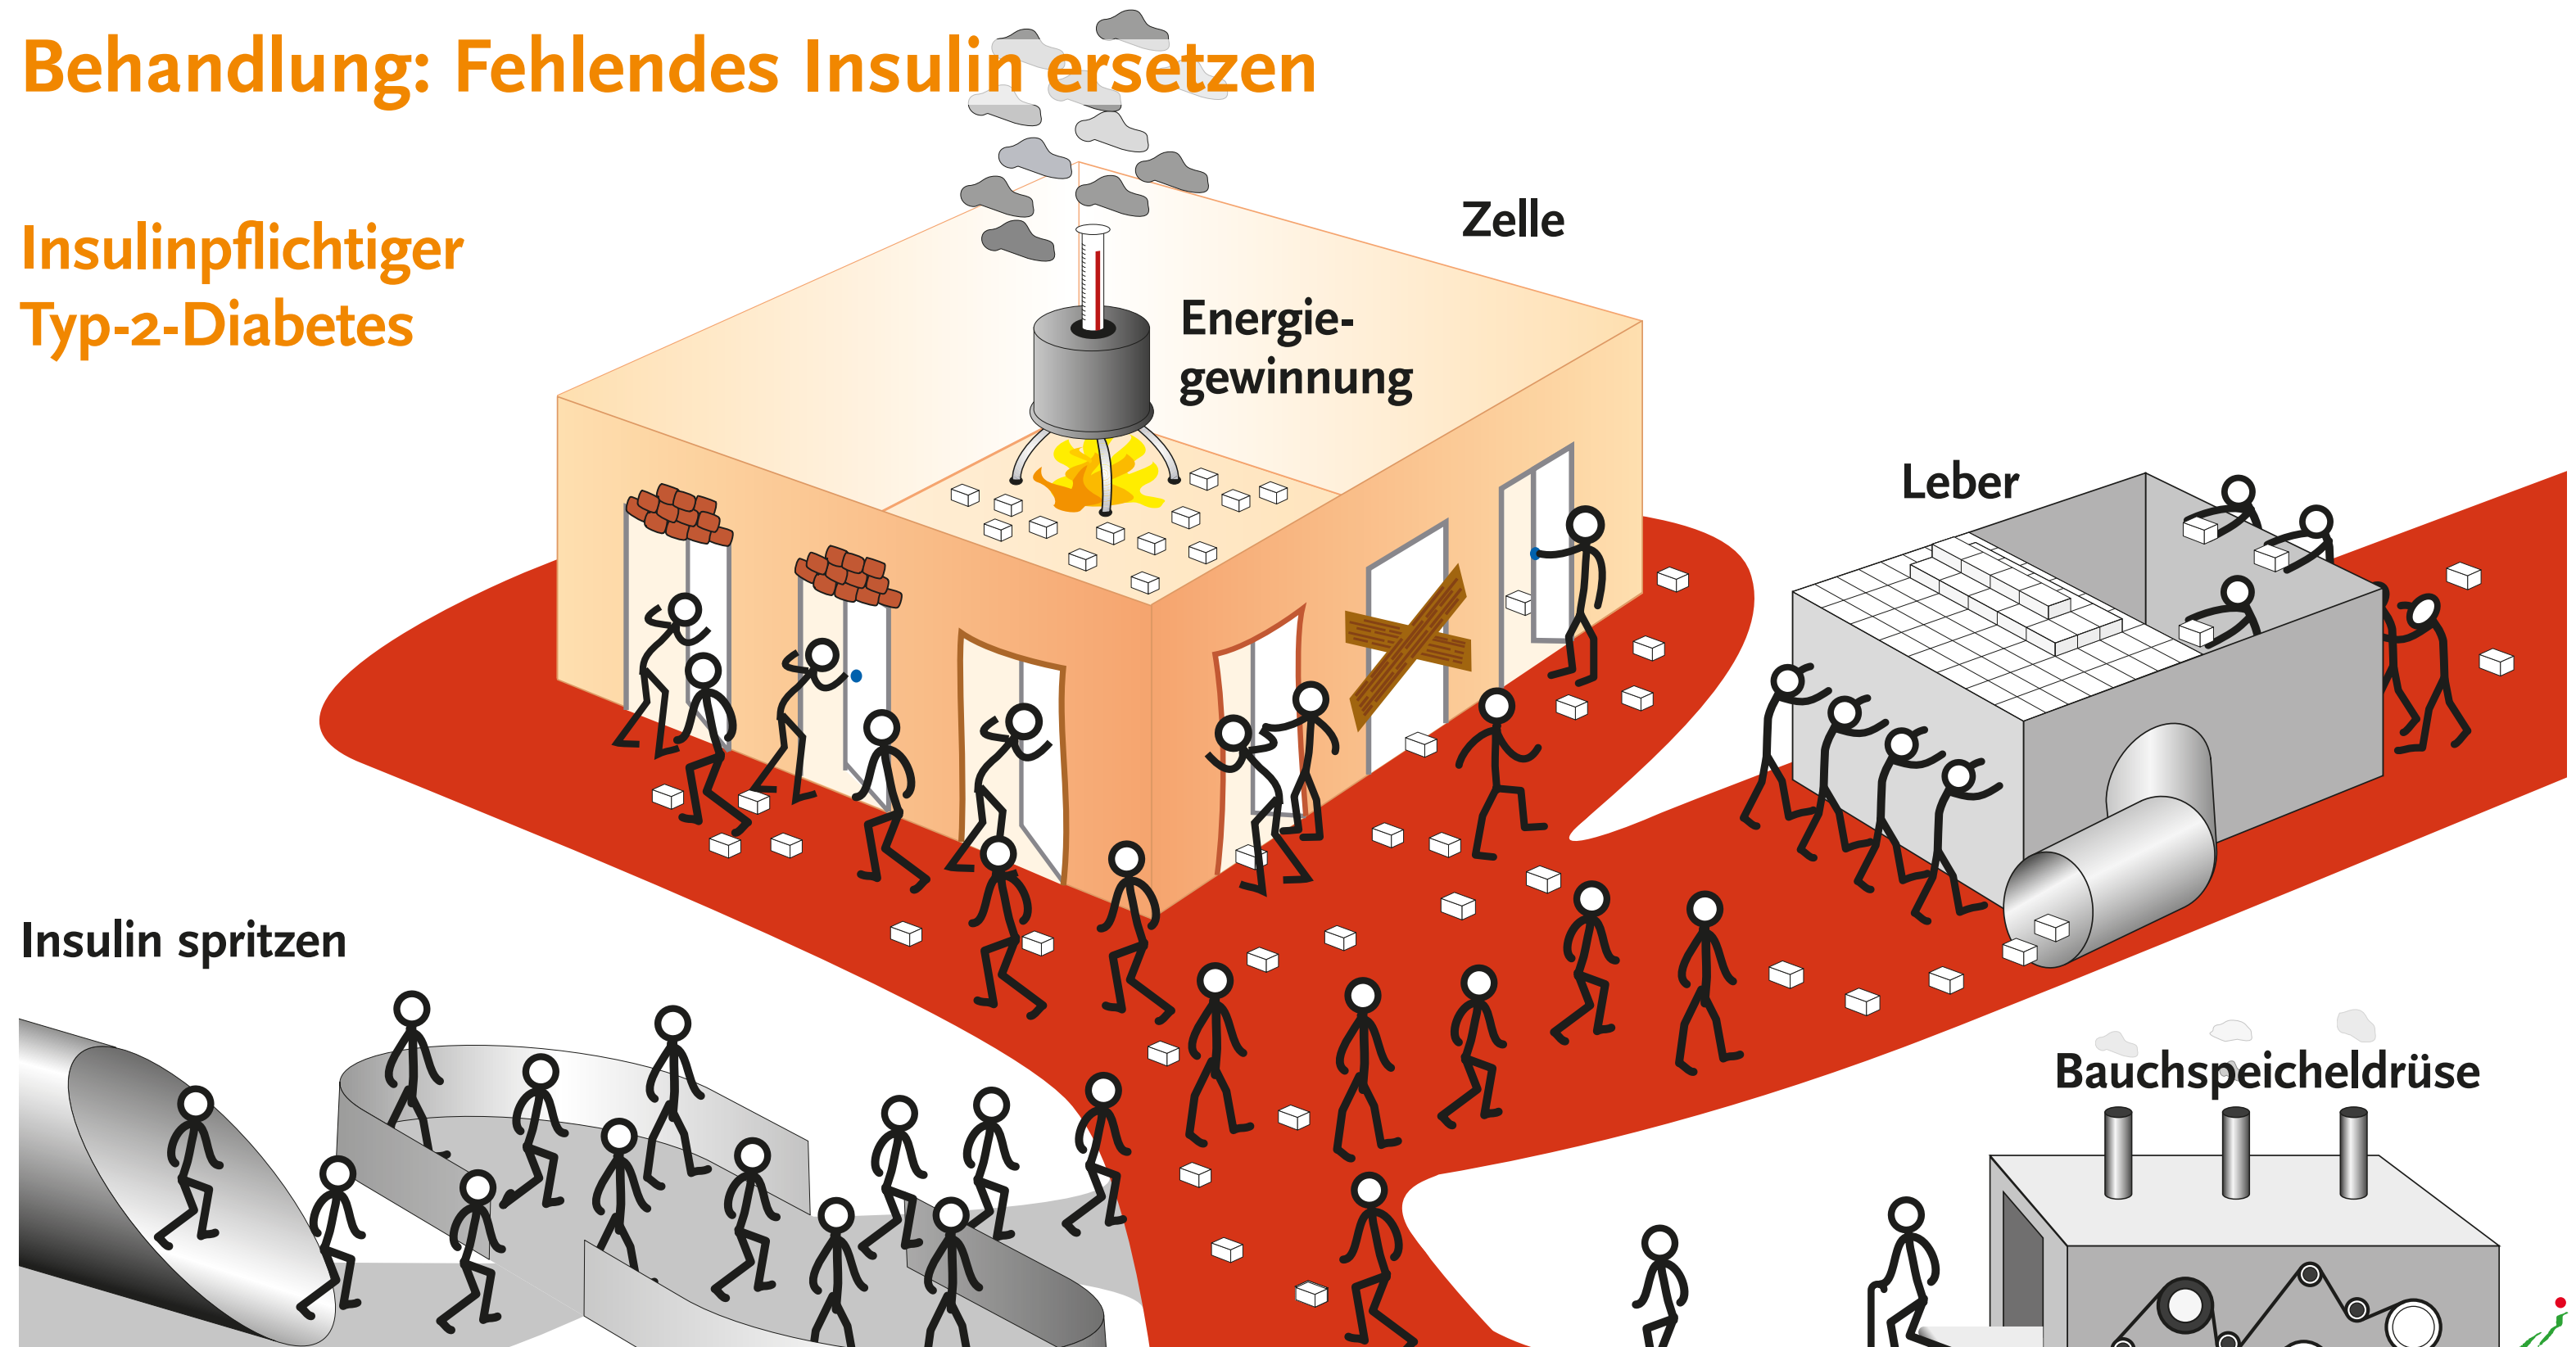 Behandlung: Fehlendes Insulin ersetzen
Insulinpflichtiger
Typ-2-Diabetes
Zelle
Energie-
gewinnung
Leber
Insulin spritzen
Bauchspeicheldrüse